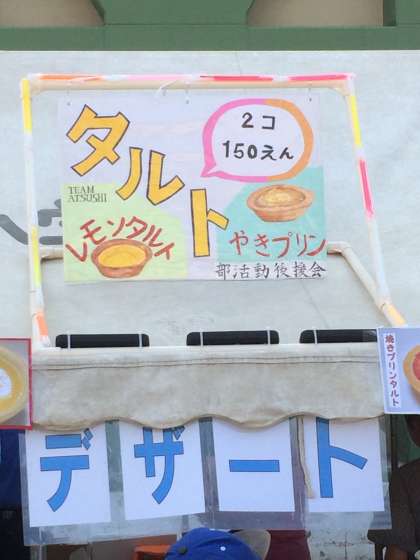 タルト
2コ
150えん
TEAM
ATSUSHI
レモンタルト
やきプリン
部活動後援会
焼きプリンタルト
デザート